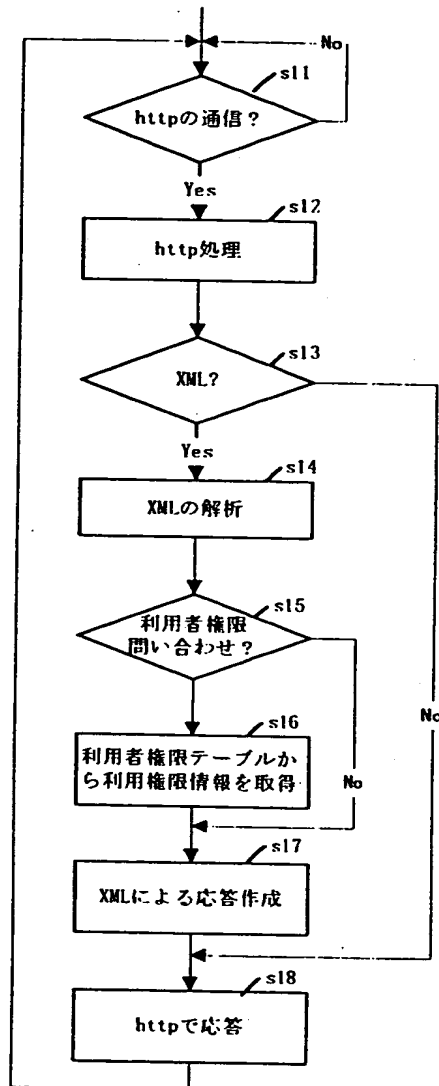 No
s11
httpの通信？
Yes
s12
http処理
s13
XML?
Yes
s14
XMLの解析
s15
利用者権限
問い合わせ？
s16
利用者権限テーブルか
ら利用権限情報を取得
No
No
s17
XMLによる応答作成
s18
httpで応答